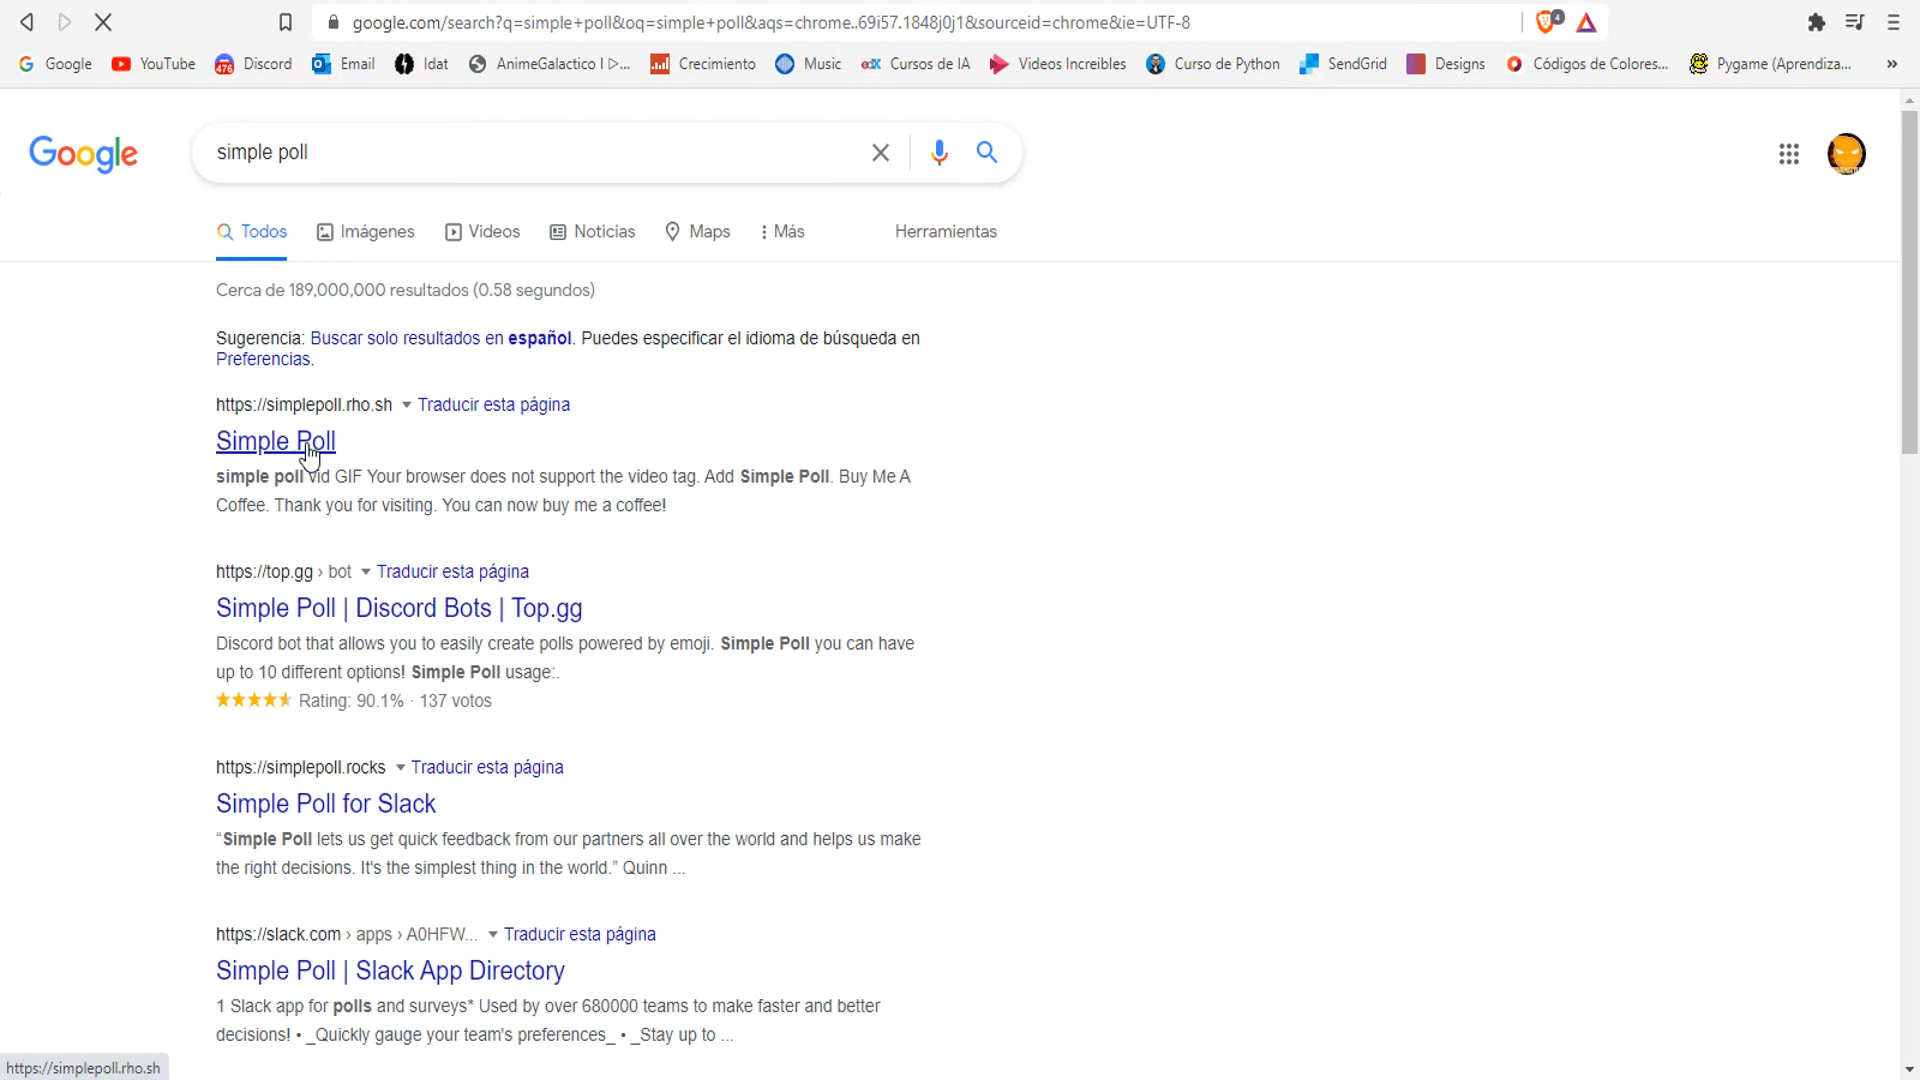 google.com/search?q=simple+poll&oq=simple+poll&aqs=chrome..69i57.1848j0j1&sourceid=chrome&ie=UTF-8
4
Google YouTube 476 Discord Email Idat AnimeGalactico I ▷... Crecimiento Music edX Cursos de IA Videos Increibles Curso de Python SendGrid Designs Códigos de Colores... Pygame (Aprendiza... »
Google simple poll
Todos Imágenes Videos Noticias Maps Más Herramientas
Cerca de 189,000,000 resultados (0.58 segundos)
Sugerencia: Buscar solo resultados en español. Puedes especificar el idioma de búsqueda en
Preferencias.
https://simplepoll.rho.sh Traducir esta página
Simple Poll
simple poll vid GIF Your browser does not support the video tag. Add Simple Poll. Buy Me A
Coffee. Thank you for visiting. You can now buy me a coffee!
https://top.gg › bot Traducir esta página
Simple Poll | Discord Bots | Top.gg
Discord bot that allows you to easily create polls powered by emoji. Simple Poll you can have
up to 10 different options! Simple Poll usage:.
Rating: 90.1% · 137 votos
https://simplepoll.rocks Traducir esta página
Simple Poll for Slack
“Simple Poll lets us get quick feedback from our partners all over the world and helps us make
the right decisions. It's the simplest thing in the world.” Quinn ...
https://slack.com › apps › A0HFW... Traducir esta página
Simple Poll | Slack App Directory
1 Slack app for polls and surveys* Used by over 680000 teams to make faster and better
decisions! • _Quickly gauge your team's preferences_ • _Stay up to ...
https://simplepoll.rho.sh